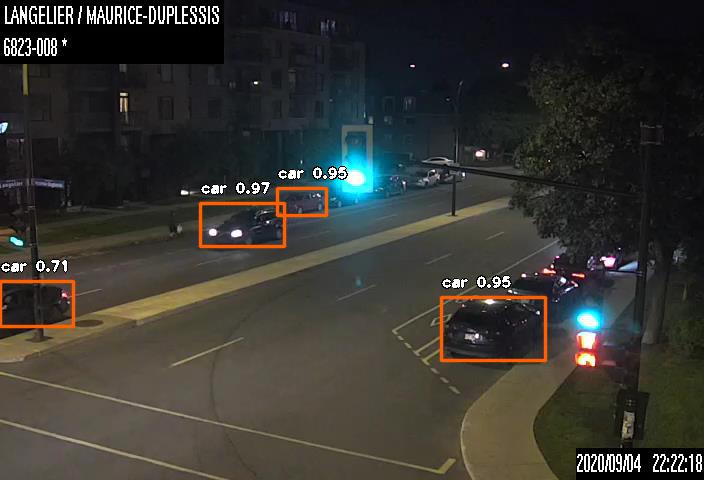 LANGELIER / MAURICE-DUPLESSIS
6823-008 *
car 0.95
car 0.97
Langelier
car 0.71
car 0.95
2020/09/04 22:22:18